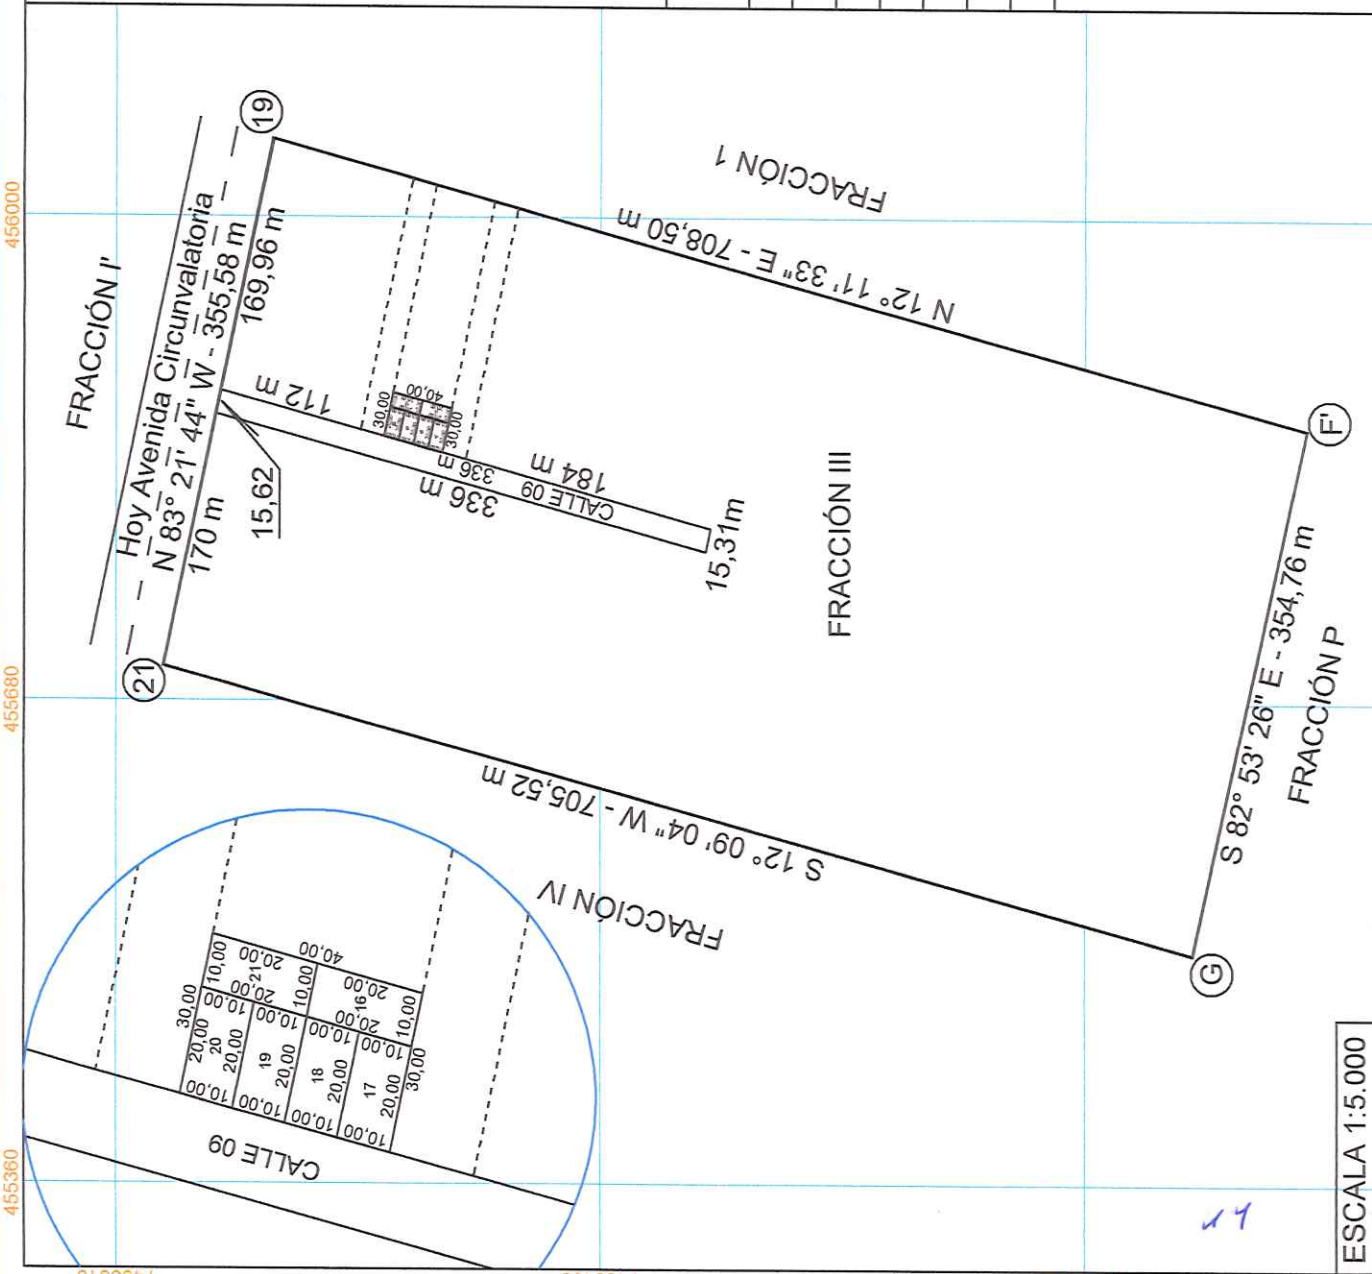 456000
455680
455360
FRACCIÓN I'
Hoy Avenida Circunvalatoria
N 83° 21' 44" W - 355,58 m
170 m
169,96 m
15,62
19
21
112 m
30,00
40,00
30,00
336 m
336 m
CALLE 09
184 m
15,31m
FRACCIÓN III
N 12° 11' 33" E - 708,50 m
FRACCIÓN 1
S 12° 09' 04" W - 705,52 m
FRACCIÓN IV
S 82° 53' 26" E - 354,76 m
FRACCIÓN P
F'
G
CALLE 09
30,00
10,00
20,00
20
20,00
10,00
10.00
20,00
21
20.00
40,00
10,00
19
20,00
10.00
10,00
10,00
18
20,00
10.00
20,00
16
20.00
10,00
17
20,00
10.00
10,00
30,00
ESCALA 1:5.000